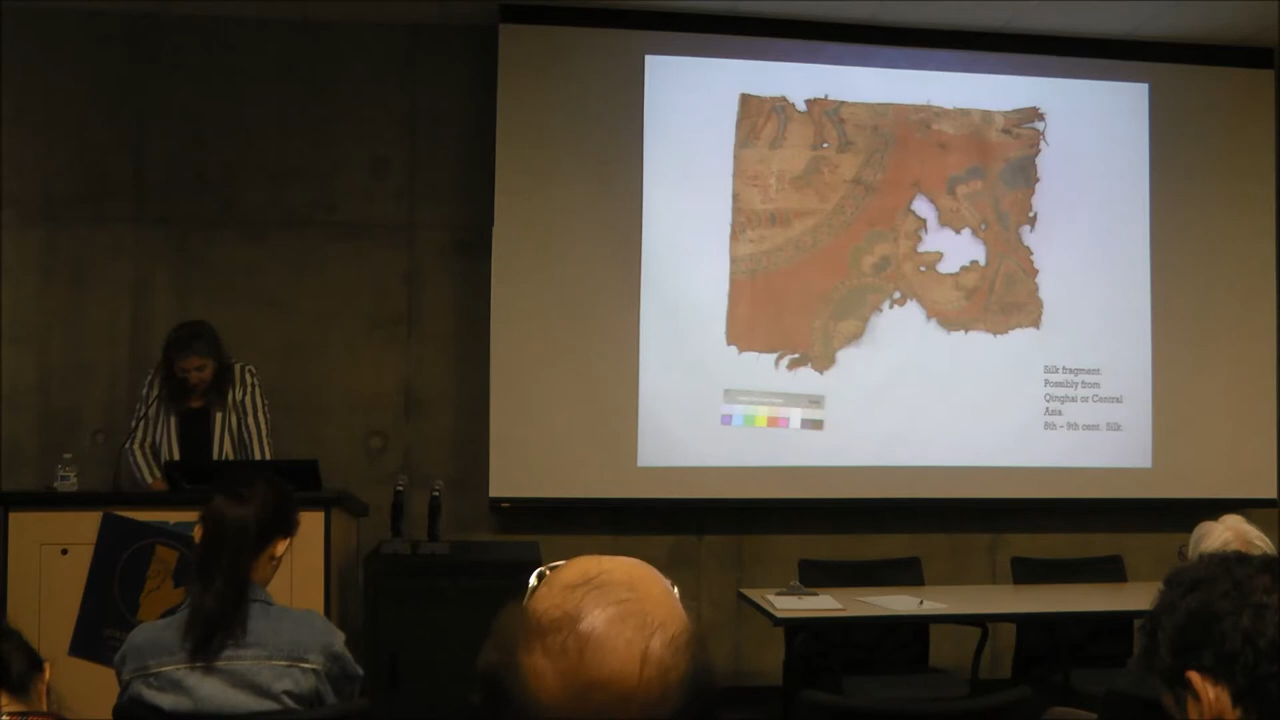 Silk fragment.
Possibly from
Qinghai or Central
Asia.
8th – 9th cent. Silk.